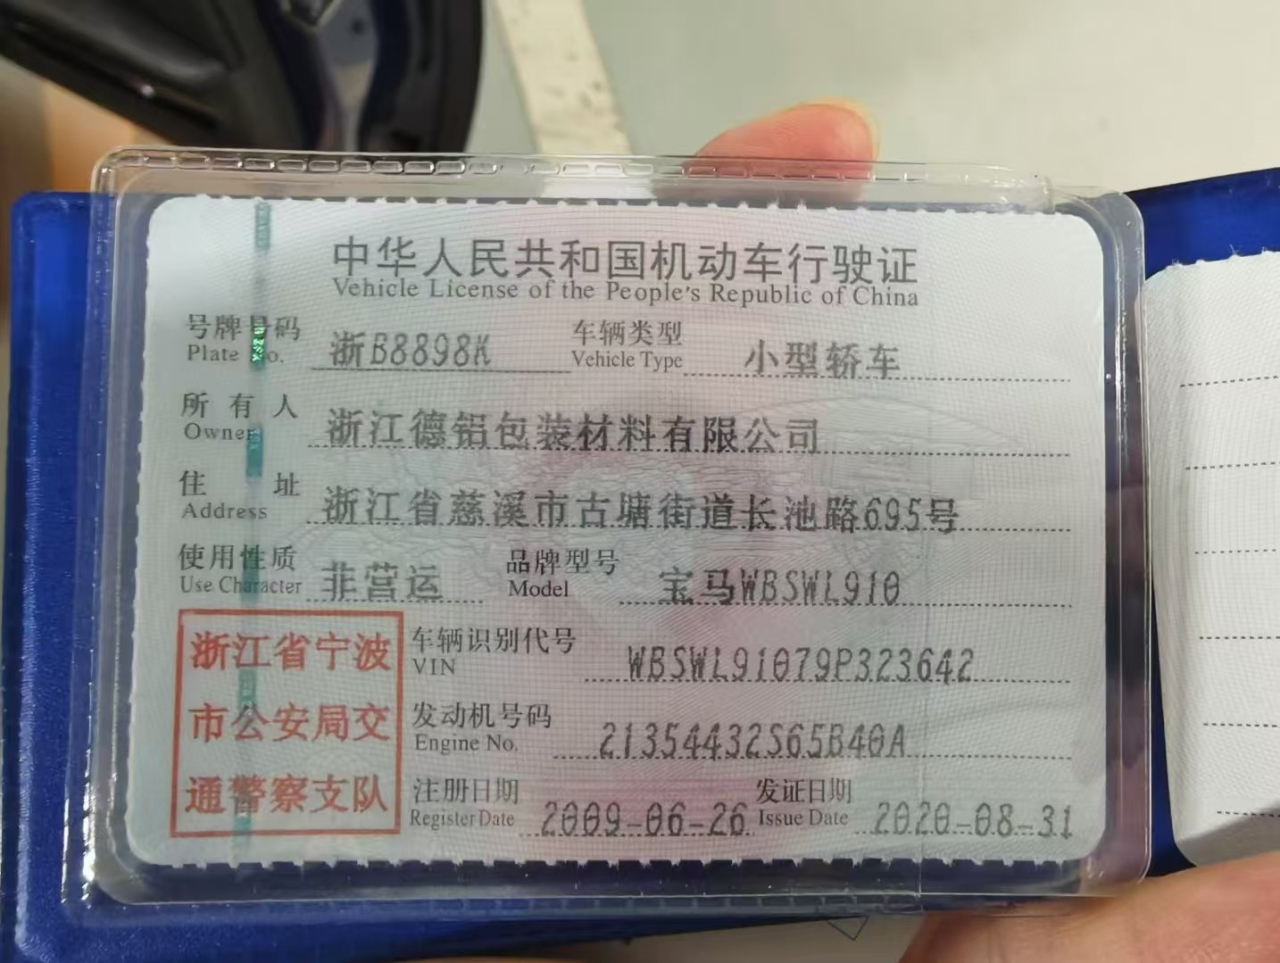 中华人民共和国机动车行驶证
Vehicle License of the People's Republic of China
号牌号码 浙B8898K 车辆类型 小型轿车
Plate No. Vehicle Type
所有人 浙江德铝包装材料有限公司
Owner
住址 浙江省慈溪市古塘街道长池路695号
Address
使用性质 非营运 品牌型号 宝马WBSWL910
Use Character Model
浙江省宁波
市公安局交
通警察支队
车辆识别代号 WBSWL91079P323642
VIN
发动机号码 21354432S65B40A
Engine No.
注册日期 2009-06-26 发证日期 2020-08-31
Register Date Issue Date